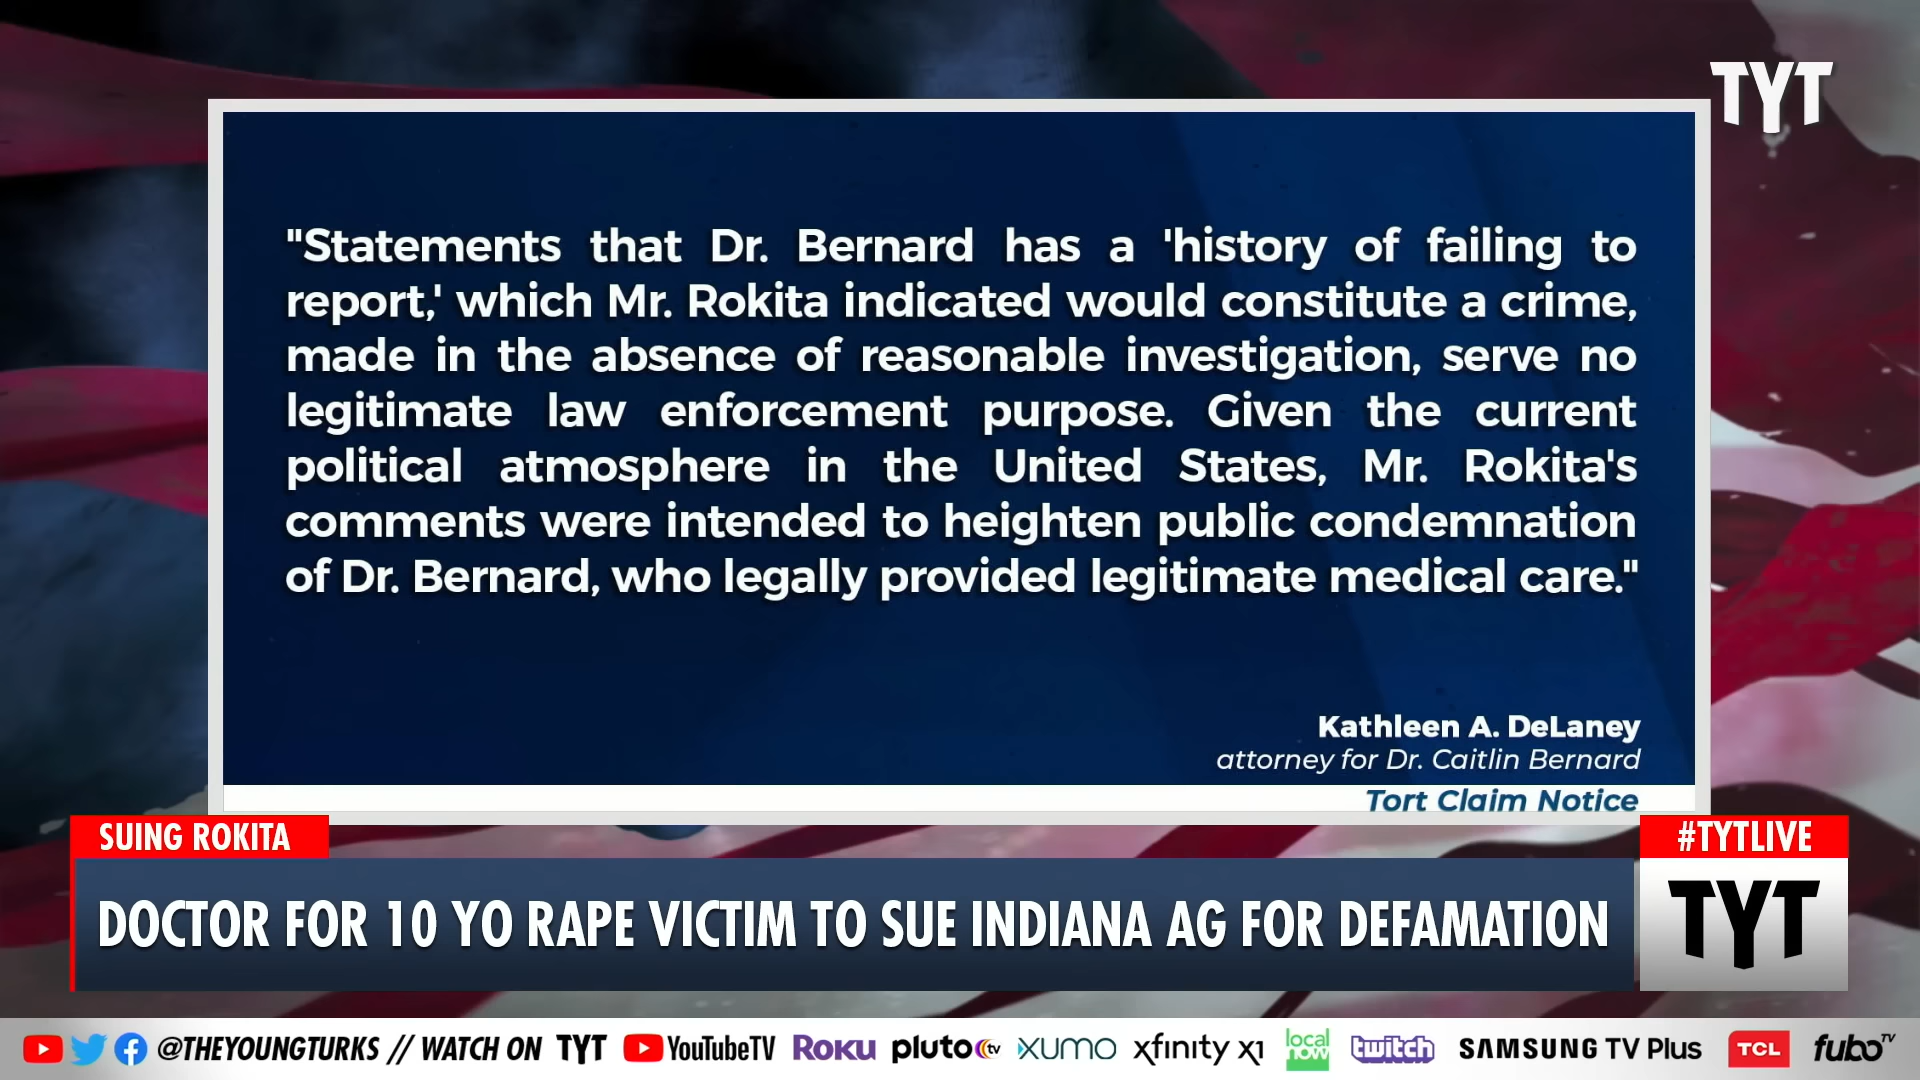 TYT
"Statements that Dr. Bernard has a 'history of failing to
report,' which Mr. Rokita indicated would constitute a crime,
made in the absence of reasonable investigation, serve no
legitimate law enforcement purpose. Given the current
political atmosphere in the United States, Mr. Rokita's
comments were intended to heighten public condemnation
of Dr. Bernard, who legally provided legitimate medical care."
Kathleen A. DeLaney
attorney for Dr. Caitlin Bernard
Tort Claim Notice
SUING ROKITA
#TYTLIVE
DOCTOR FOR 10 YO RAPE VICTIM TO SUE INDIANA AG FOR DEFAMATION
TYT
@THEYOUNGTURKS // WATCH ON TYT YouTubeTV ROKU pluto tv XUMO xfinity x1 local now twitch SAMSUNG TV Plus TCL fubo TV